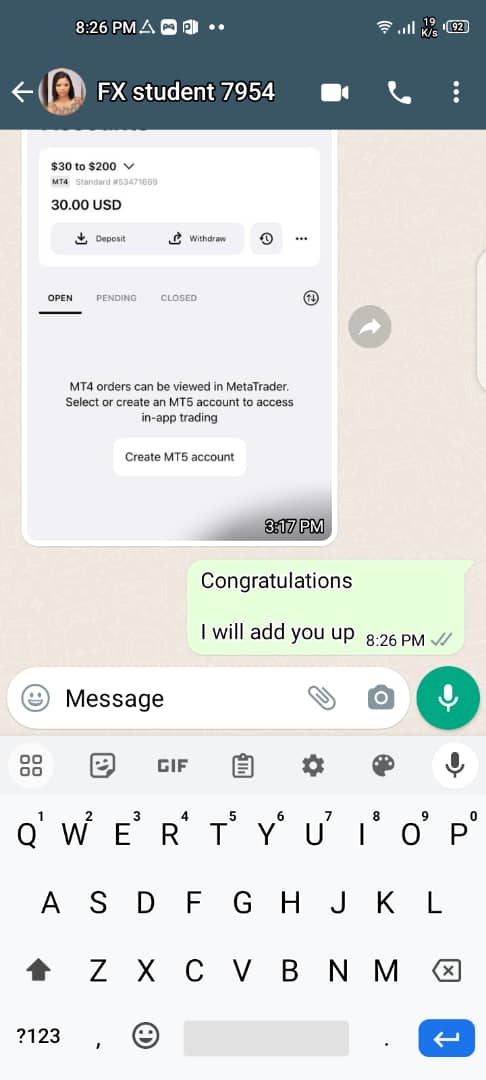 8:26 PM
19
K/s
92
FX student 7954
$30 to $200
MT4 Standard #53471669
30.00 USD
Deposit Withdraw
OPEN PENDING CLOSED
MT4 orders can be viewed in MetaTrader.
Select or create an MT5 account to access
in-app trading
Create MT5 account
3:17 PM
Congratulations
I will add you up 8:26 PM
Message
GIF
1 2 3 4 5 6 7 8 9 0
Q W E R T Y U I O P
A S D F G H J K L
Z X C V B N M
?123 , .